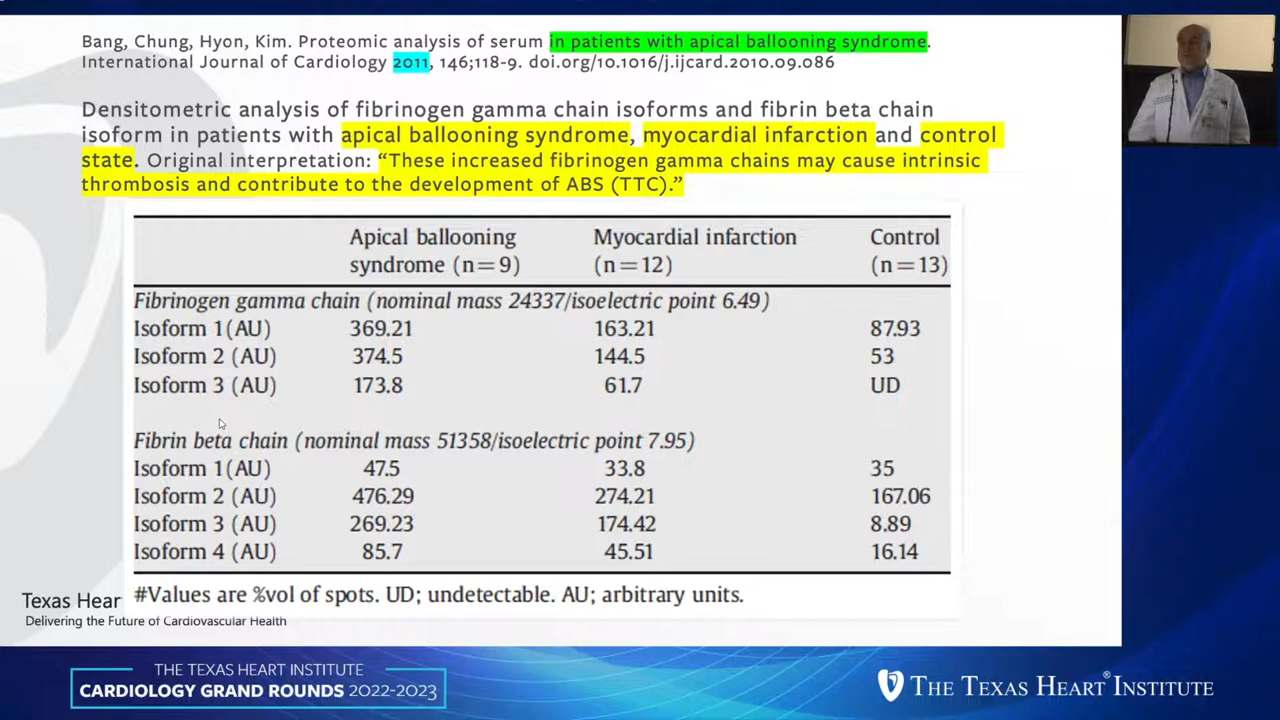 Bang, Chung, Hyon, Kim. Proteomic analysis of serum in patients with apical ballooning syndrome.
International Journal of Cardiology 2011, 146;118-9. doi.org/10.1016/j.ijcard.2010.09.086
Densitometric analysis of fibrinogen gamma chain isoforms and fibrin beta chain
isoform in patients with apical ballooning syndrome, myocardial infarction and control
state. Original interpretation: “These increased fibrinogen gamma chains may cause intrinsic
thrombosis and contribute to the development of ABS (TTC).”
Apical ballooning Myocardial infarction Control
syndrome (n=9) (n=12) (n=13)
Fibrinogen gamma chain (nominal mass 24337/isoelectric point 6.49)
Isoform 1(AU) 369.21 163.21 87.93
Isoform 2 (AU) 374.5 144.5 53
Isoform 3 (AU) 173.8 61.7 UD
Fibrin beta chain (nominal mass 51358/isoelectric point 7.95)
Isoform 1(AU) 47.5 33.8 35
Isoform 2 (AU) 476.29 274.21 167.06
Isoform 3 (AU) 269.23 174.42 8.89
Isoform 4 (AU) 85.7 45.51 16.14
#Values are %vol of spots. UD; undetectable. AU; arbitrary units.
Texas Hear
Delivering the Future of Cardiovascular Health
THE TEXAS HEART INSTITUTE
CARDIOLOGY GRAND ROUNDS 2022-2023
THE TEXAS HEART® INSTITUTE